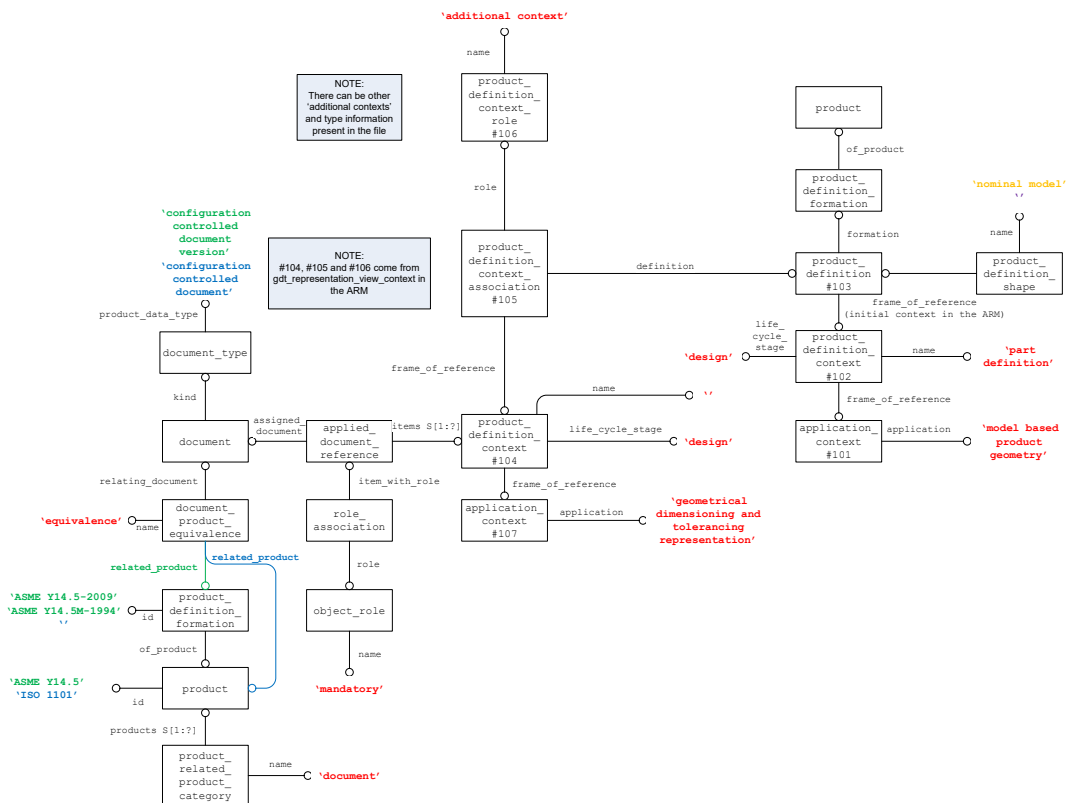 ‘additional context’
name
NOTE:
There can be other
‘additional contexts’
and type information
present in the file
product_
definition_
context_
role
#106
product
of_product
role
product_
definition_
formation
‘nominal model’
‘’
‘configuration
controlled
document
version’
‘configuration
controlled
document’
formation
name
NOTE:
#104, #105 and #106 come from
gdt_representation_view_context in
the ARM
product_
definition_
context_
association
#105
definition
product_
definition
#103
product_
definition_
shape
product_data_type
frame_of_reference
(initial context in the ARM)
life_
cycle_
stage
document_type
‘design’
product_
definition_
context
#102
name
‘part
definition’
frame_of_reference
name
‘’
kind
frame_of_reference
document
assigned_
document
applied_
document_
reference
items S[1:?]
product_
definition_
context
#104
life_cycle_stage
‘design’
application_
context
#101
application
‘model based
product
geometry’
relating_document
item_with_role
frame_of_reference
‘equivalence’
name
document_
product_
equivalence
role_
association
application_
context
#107
application
‘geometrical
dimensioning and
tolerancing
representation’
related_product
related_product
role
‘ASME Y14.5-2009’
‘ASME Y14.5M-1994’
‘’
id
product_
definition_
formation
object_role
of_product
name
‘ASME Y14.5’
‘ISO 1101’
id
product
‘mandatory’
products S[1:?]
product_
related_
product_
category
name
‘document’